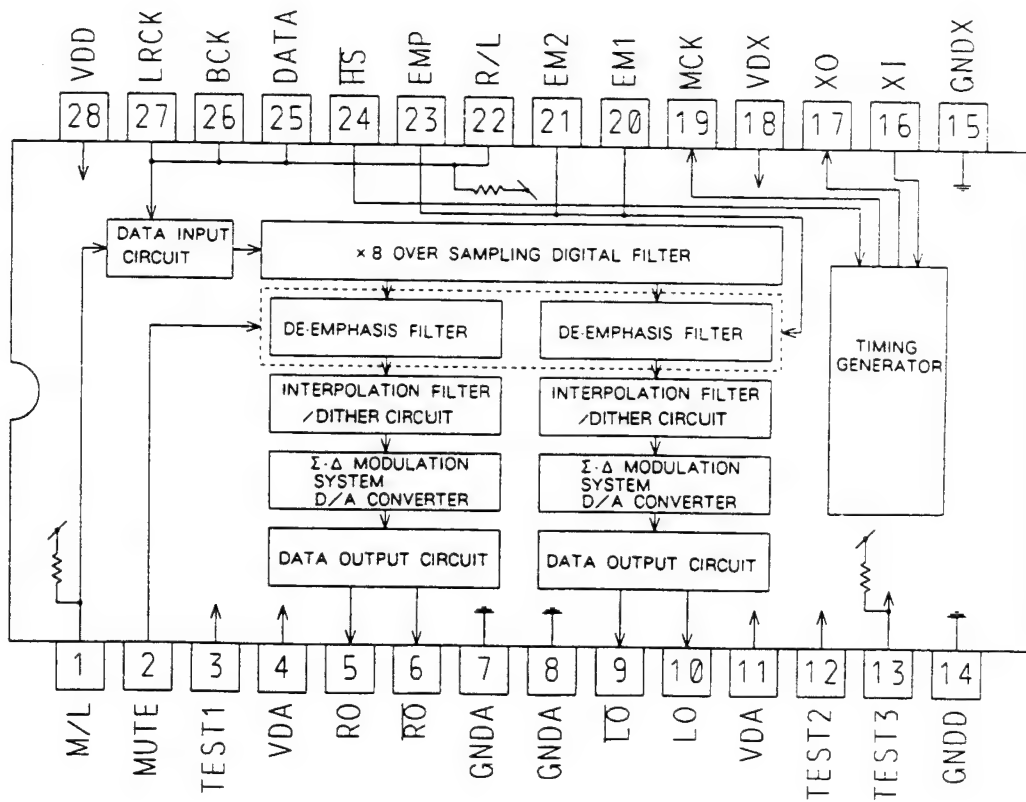 VDD LRCK BCK DATA HS EMP R/L EM2 EM1 MCK VDX XO XI GNDX
28 27 26 25 24 23 22 21 20 19 18 17 16 15
DATA INPUT
CIRCUIT
×8 OVER SAMPLING DIGITAL FILTER
DE·EMPHASIS FILTER
DE·EMPHASIS FILTER
TIMING
GENERATOR
INTERPOLATION FILTER
/DITHER CIRCUIT
INTERPOLATION FILTER
/DITHER CIRCUIT
Σ·Δ MODULATION
SYSTEM
D/A CONVERTER
Σ·Δ MODULATION
SYSTEM
D/A CONVERTER
DATA OUTPUT CIRCUIT
DATA OUTPUT CIRCUIT
1 2 3 4 5 6 7 8 9 10 11 12 13 14
M/L MUTE TEST1 VDA RO R̅O̅ GNDA GNDA L̅O̅ LO VDA TEST2 TEST3 GNDD